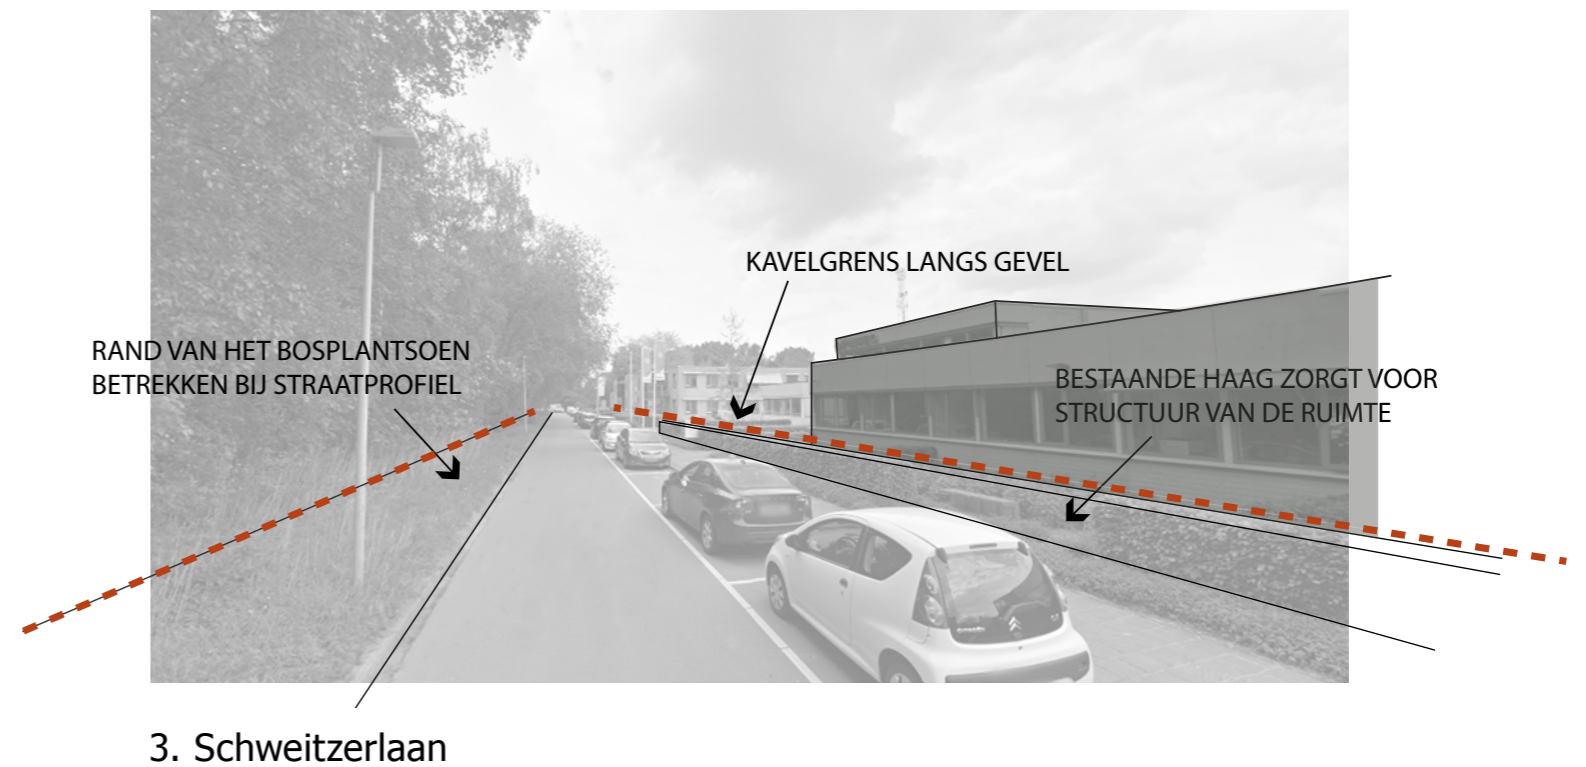 KAVELGRENS LANGS GEVEL
RAND VAN HET BOSPLANTSOEN
BETREKKEN BIJ STRAATPROFIEL
BESTAANDE HAAG ZORGT VOOR
STRUCTUUR VAN DE RUIMTE
3. Schweitzerlaan